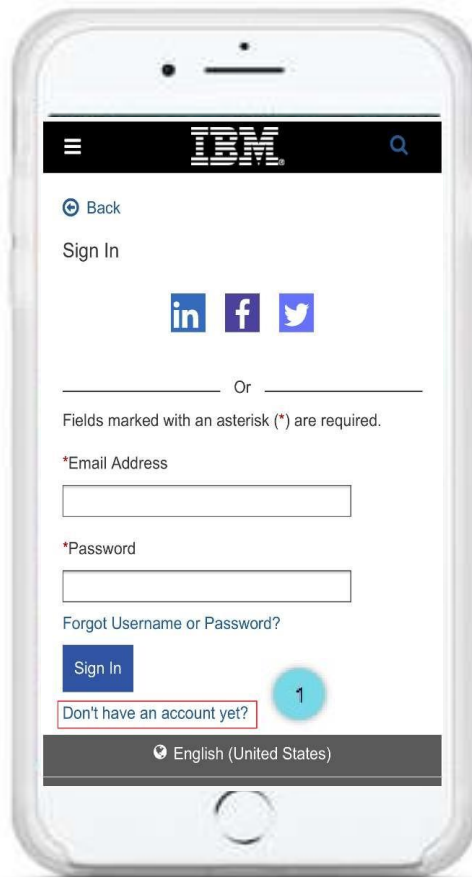 IBM
Back
Sign In
in f
Or
Fields marked with an asterisk (*) are required.
*Email Address
*Password
Forgot Username or Password?
Sign In
Don't have an account yet?
1
English (United States)